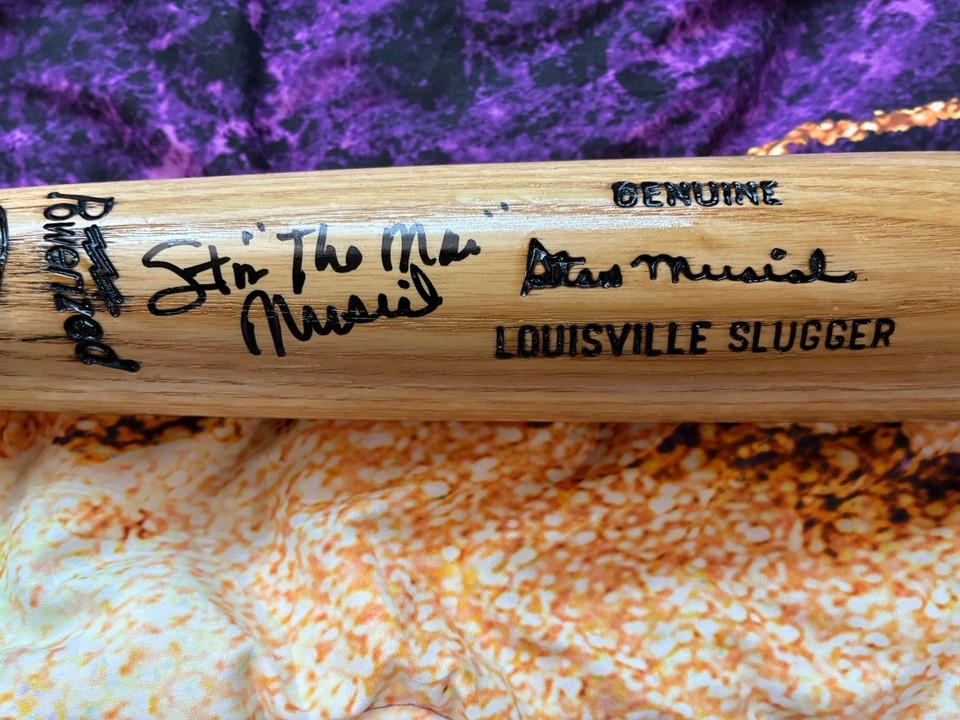 Powerized
Stan "The Man"
Musial
GENUINE
Stan Musial
LOUISVILLE SLUGGER